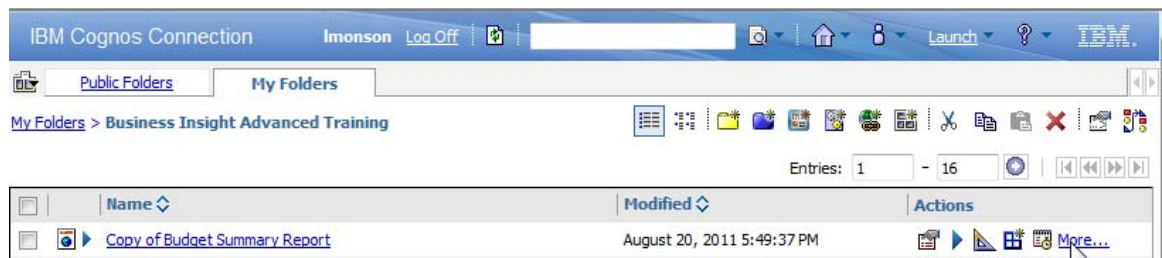 IBM Cognos Connection lmonson Log Off Launch IBM.
Public Folders My Folders
My Folders > Business Insight Advanced Training
Entries: 1 - 16
Name Modified Actions
Copy of Budget Summary Report August 20, 2011 5:49:37 PM More...